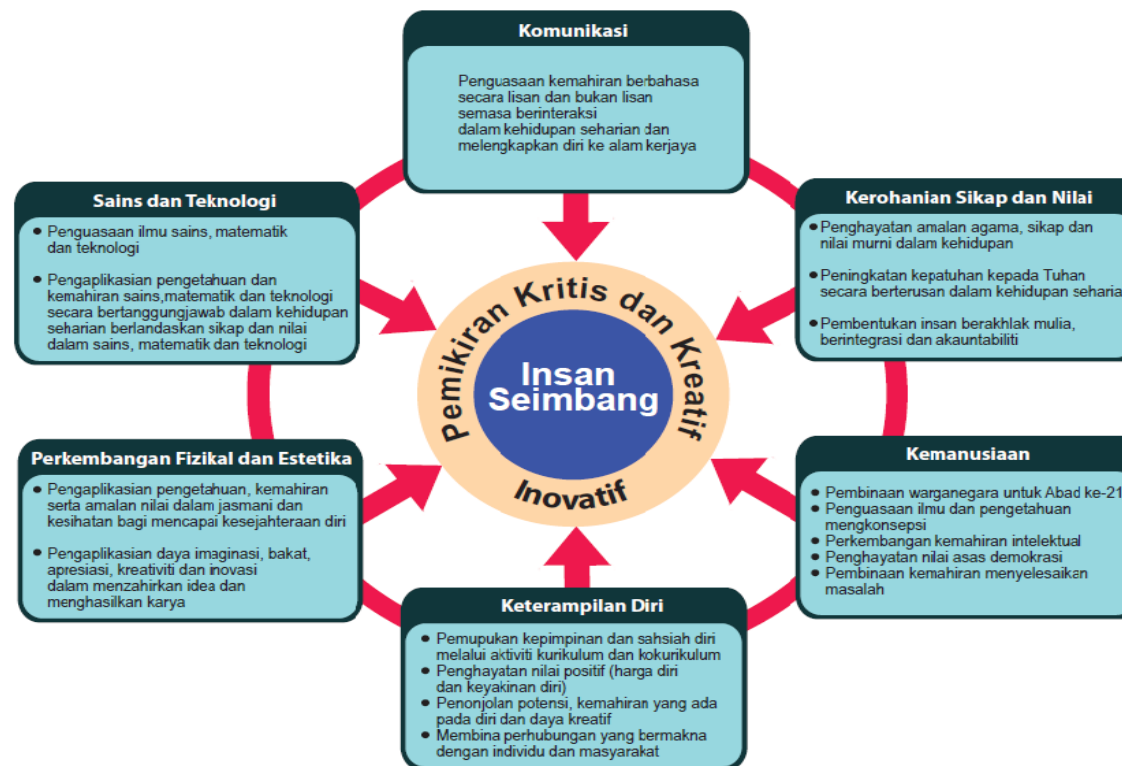 Komunikasi
Penguasaan kemahiran berbahasa
secara lisan dan bukan lisan
semasa berinteraksi
dalam kehidupan seharian dan
melengkapkan diri ke alam kerjaya
Sains dan Teknologi
• Penguasaan ilmu sains, matematik
dan teknologi
• Pengaplikasian pengetahuan dan
kemahiran sains,matematik dan teknologi
secara bertanggungjawab dalam kehidupan
seharian berlandaskan sikap dan nilai
dalam sains, matematik dan teknologi
Kerohanian Sikap dan Nilai
• Penghayatan amalan agama, sikap dan
nilai murni dalam kehidupan
• Peningkatan kepatuhan kepada Tuhan
secara berterusan dalam kehidupan seharia
• Pembentukan insan berakhlak mulia,
berintegrasi dan akauntabiliti
Pemikiran Kritis dan Kreatif
Insan
Seimbang
Inovatif
Perkembangan Fizikal dan Estetika
• Pengaplikasian pengetahuan, kemahiran
serta amalan nilai dalam jasmani dan
kesihatan bagi mencapai kesejahteraan diri
• Pengaplikasian daya imaginasi, bakat,
apresiasi, kreativiti dan inovasi
dalam menzahirkan idea dan
menghasilkan karya
Kemanusiaan
• Pembinaan warganegara untuk Abad ke-21
• Penguasaan ilmu dan pengetahuan
mengkonsepsi
• Perkembangan kemahiran intelektual
• Penghayatan nilai asas demokrasi
• Pembinaan kemahiran menyelesaikan
masalah
Keterampilan Diri
• Pemupukan kepimpinan dan sahsiah diri
melalui aktiviti kurikulum dan kokurikulum
• Penghayatan nilai positif (harga diri
dan keyakinan diri)
• Penonjolan potensi, kemahiran yang ada
pada diri dan daya kreatif
• Membina perhubungan yang bermakna
dengan individu dan masyarakat